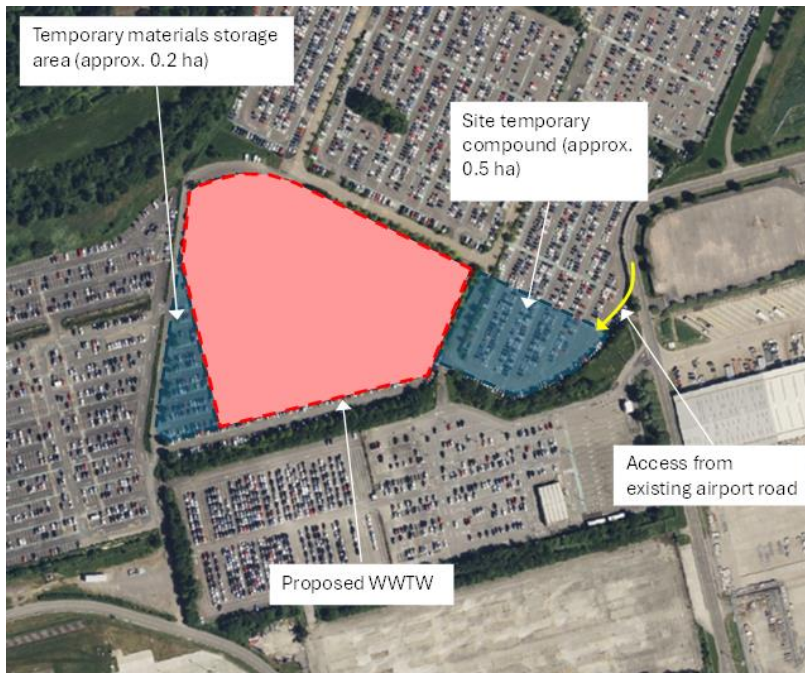 Temporary materials storage
area (approx. 0.2 ha)
Site temporary
compound (approx.
0.5 ha)
Access from
existing airport road
Proposed WWTW